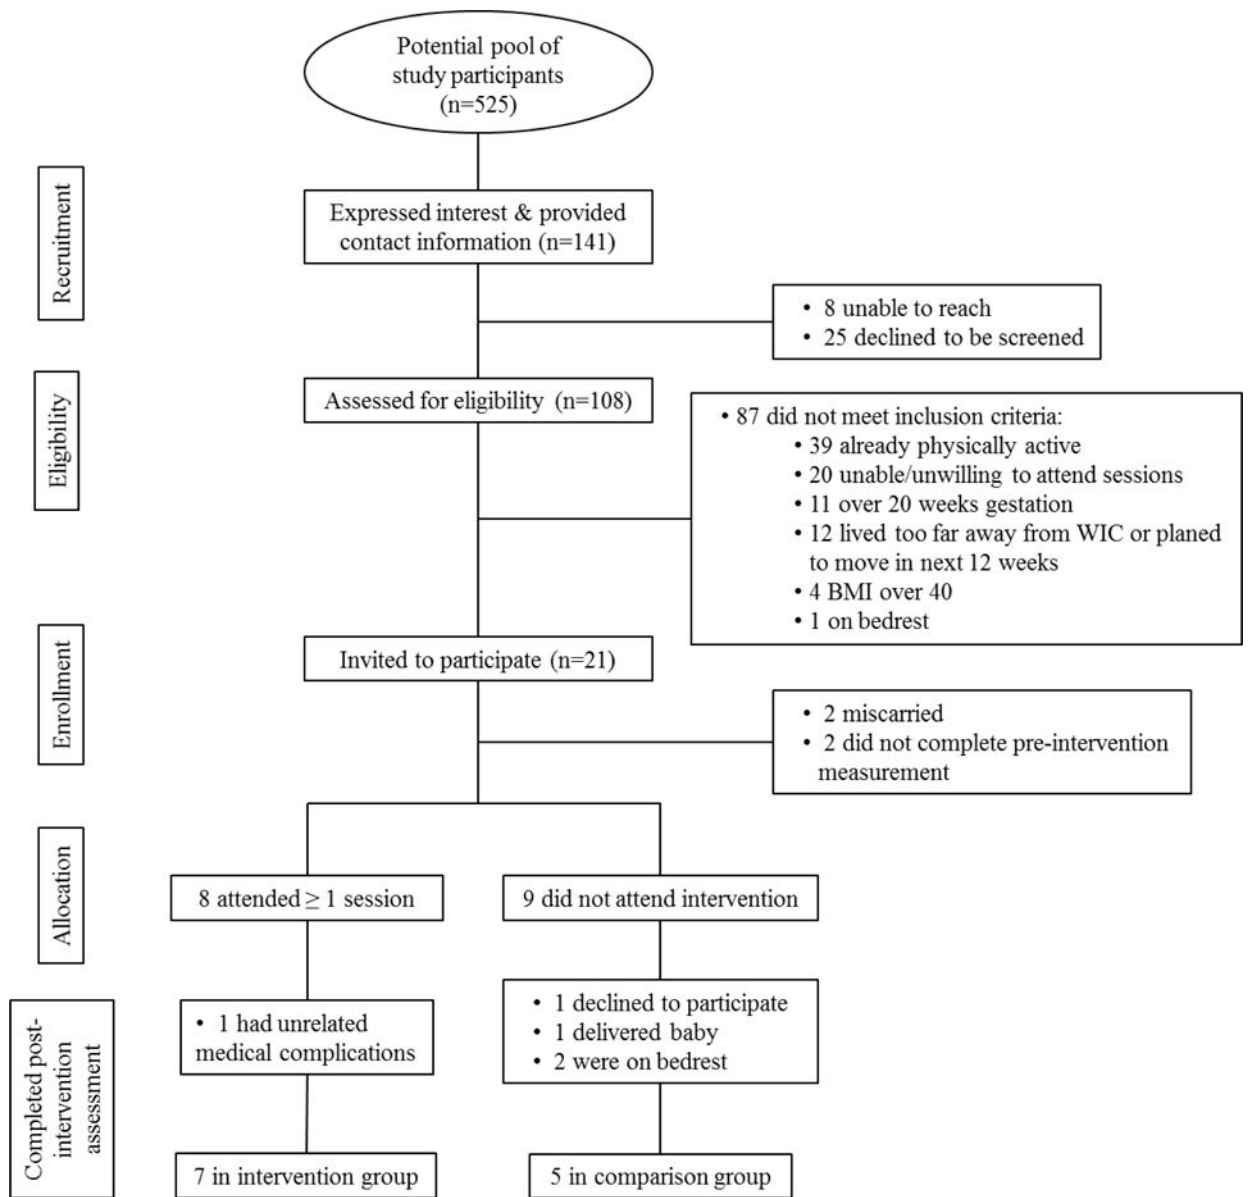 Potential pool of
study participants
(n=525)
Recruitment
Expressed interest & provided
contact information (n=141)
• 8 unable to reach
• 25 declined to be screened
Eligibility
Assessed for eligibility (n=108)
• 87 did not meet inclusion criteria:
• 39 already physically active
• 20 unable/unwilling to attend sessions
• 11 over 20 weeks gestation
• 12 lived too far away from WIC or planed
to move in next 12 weeks
• 4 BMI over 40
• 1 on bedrest
Enrollment
Invited to participate (n=21)
• 2 miscarried
• 2 did not complete pre-intervention
measurement
Allocation
8 attended ≥ 1 session
9 did not attend intervention
Completed post-
intervention
assessment
• 1 had unrelated
medical complications
• 1 declined to participate
• 1 delivered baby
• 2 were on bedrest
7 in intervention group
5 in comparison group